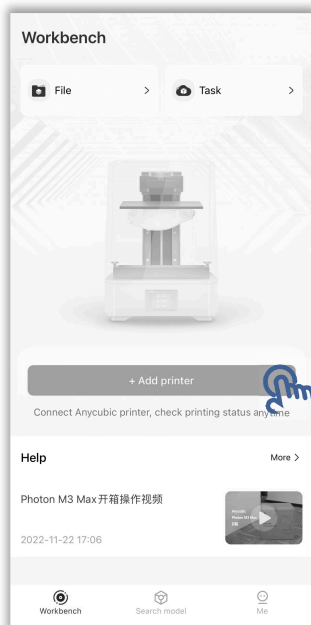 Workbench
File > Task >
+ Add printer
Connect Anycubic printer, check printing status anytime
Help More >
Photon M3 Max开箱操作视频
2022-11-22 17:06
Workbench Search model Me